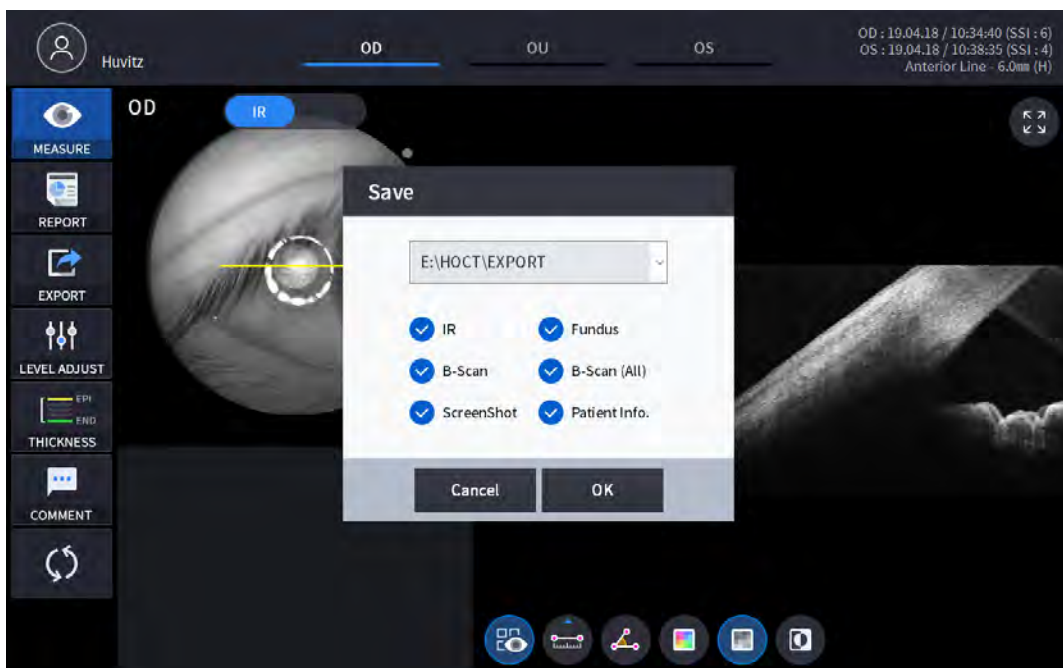 Huvitz
OD
OU
OS
OD : 19.04.18 / 10:34:40 (SSI : 6)
OS : 19.04.18 / 10:38:35 (SSI : 4)
Anterior Line - 6.0mm (H)
MEASURE
REPORT
EXPORT
LEVEL ADJUST
EPI
END
THICKNESS
COMMENT
OD
IR
Save
E:\HOCT\EXPORT
IR
Fundus
B-Scan
B-Scan (All)
ScreenShot
Patient Info.
Cancel
OK